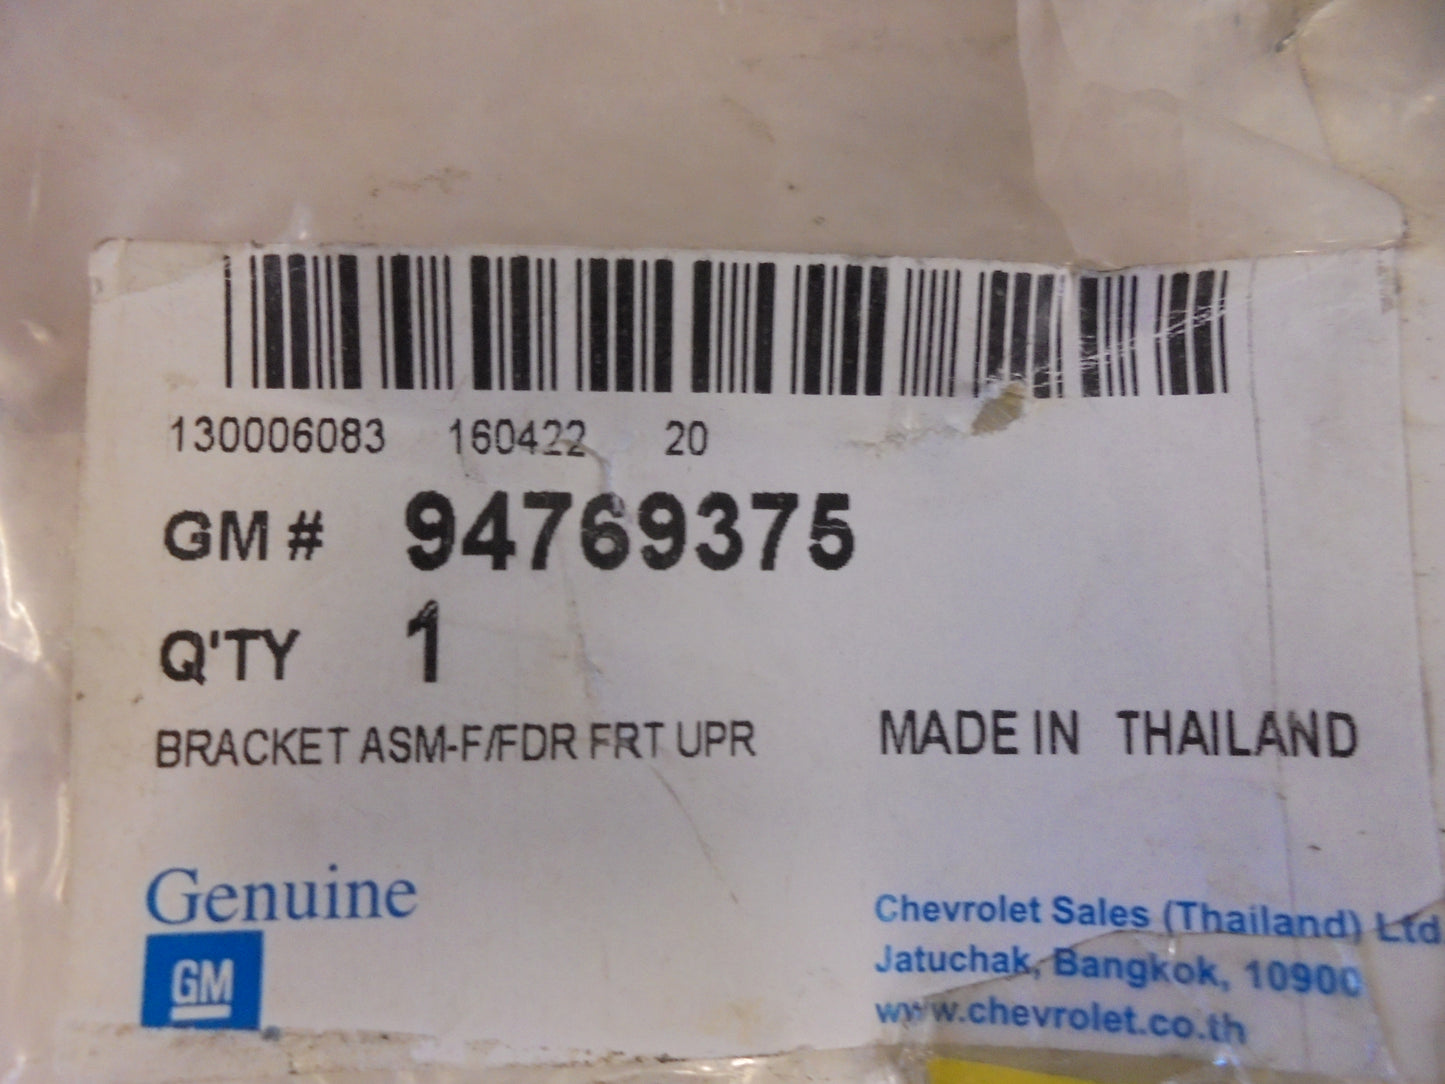 130006083 160422 20
GM # 94769375
Q'TY 1
BRACKET ASM-F/FDR FRT UPR MADE IN THAILAND
Genuine
GM
Chevrolet Sales (Thailand) Ltd
Jatuchak, Bangkok, 10900
www.chevrolet.co.th